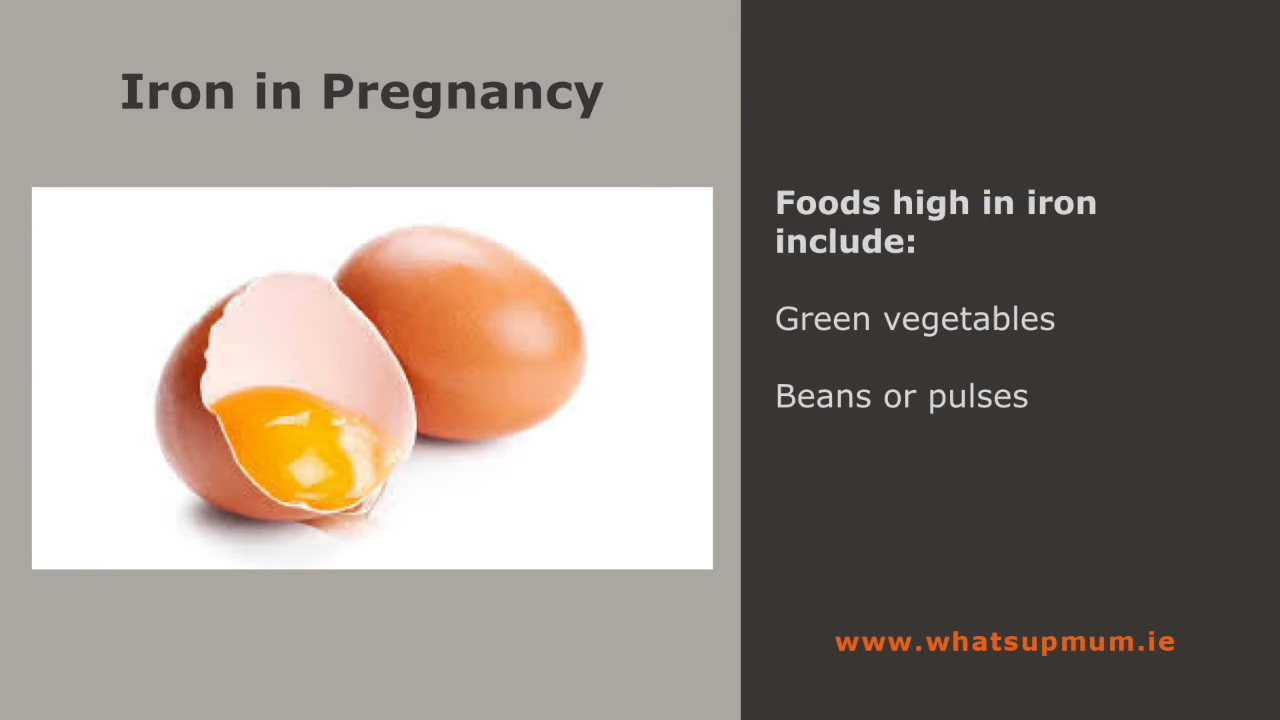 Iron in Pregnancy
Foods high in iron
include:
Green vegetables
Beans or pulses
www.whatsupmum.ie